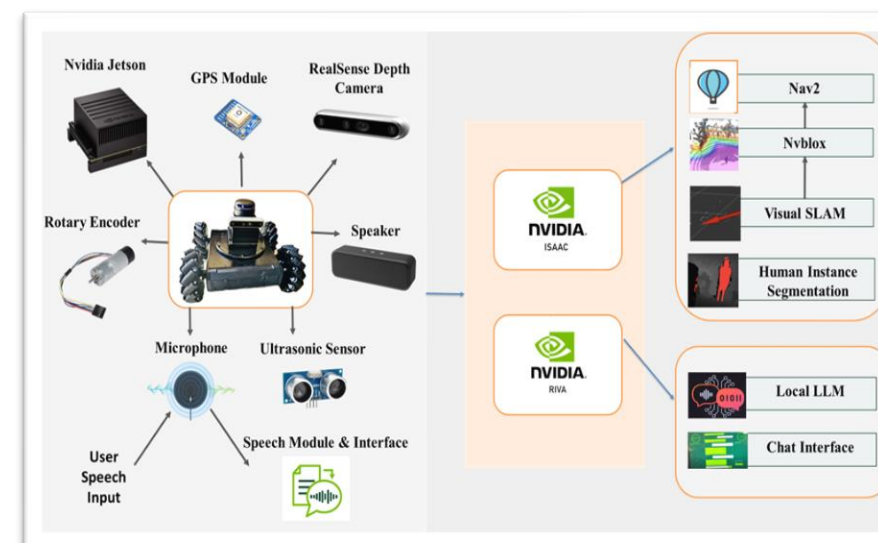 Nvidia Jetson
GPS Module
RealSense Depth
Camera
Rotary Encoder
Speaker
Microphone
Ultrasonic Sensor
User
Speech
Input
Speech Module & Interface
NVIDIA.
ISAAC
NVIDIA.
RIVA
Nav2
Nvblox
Visual SLAM
Human Instance
Segmentation
01011
Local LLM
Chat Interface